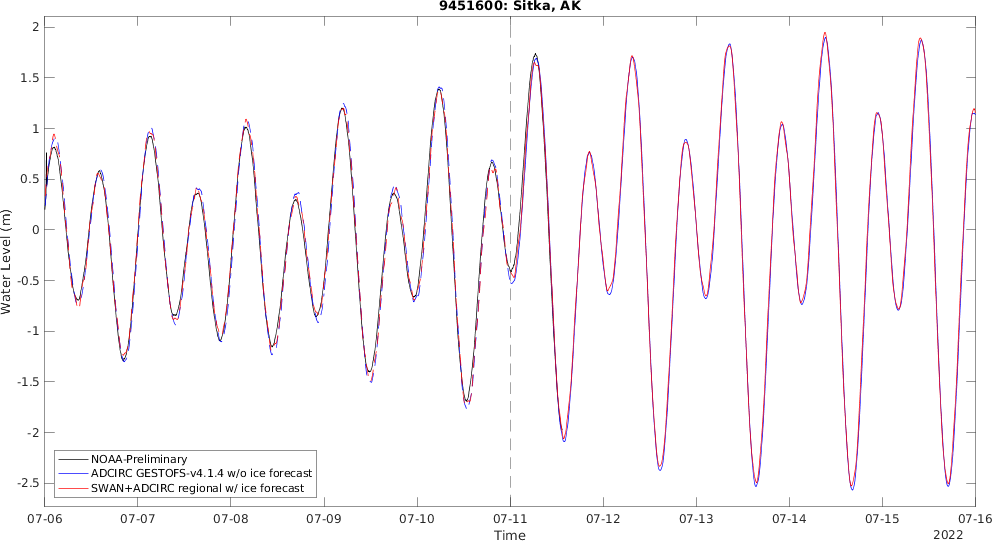 9451600: Sitka, AK
2
1.5
1
0.5
0
-0.5
-1
-1.5
-2
-2.5
Water Level (m)
NOAA-Preliminary
ADCIRC GESTOFS-v4.1.4 w/o ice forecast
SWAN+ADCIRC regional w/ ice forecast
07-06 07-07 07-08 07-09 07-10 07-11 07-12 07-13 07-14 07-15 07-16
Time
2022